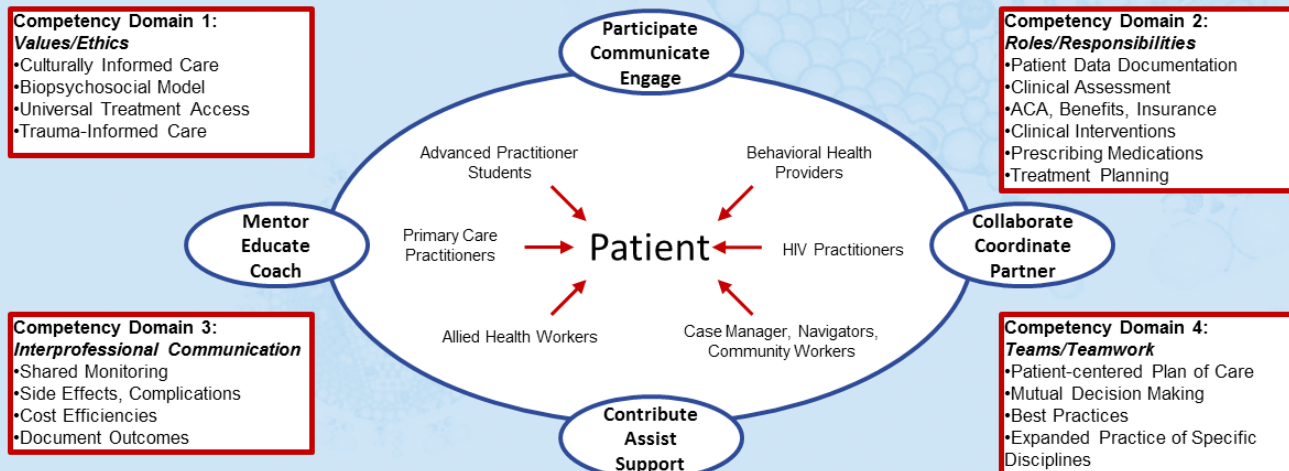 Competency Domain 1:
Values/Ethics
•Culturally Informed Care
•Biopsychosocial Model
•Universal Treatment Access
•Trauma-Informed Care
Participate
Communicate
Engage
Competency Domain 2:
Roles/Responsibilities
•Patient Data Documentation
•Clinical Assessment
•ACA, Benefits, Insurance
•Clinical Interventions
•Prescribing Medications
•Treatment Planning
Advanced Practitioner
Students
Behavioral Health
Providers
Mentor
Educate
Coach
Primary Care
Practitioners
Patient
HIV Practitioners
Collaborate
Coordinate
Partner
Allied Health Workers
Case Manager, Navigators,
Community Workers
Competency Domain 3:
Interprofessional Communication
•Shared Monitoring
•Side Effects, Complications
•Cost Efficiencies
•Document Outcomes
Contribute
Assist
Support
Competency Domain 4:
Teams/Teamwork
•Patient-centered Plan of Care
•Mutual Decision Making
•Best Practices
•Expanded Practice of Specific
Disciplines